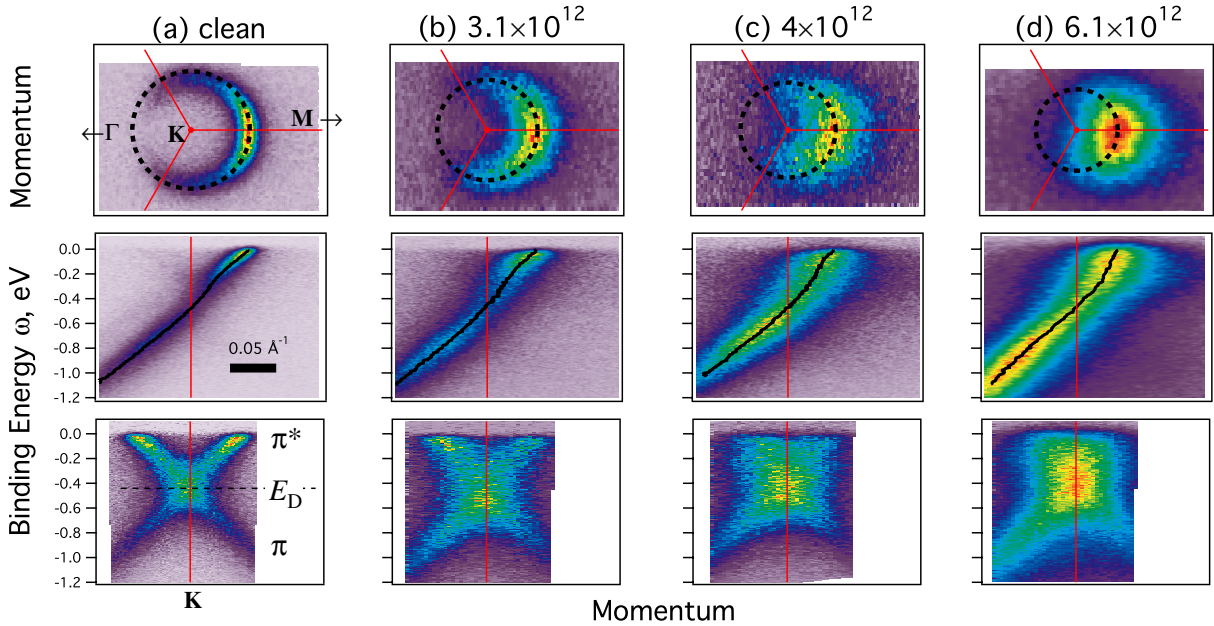 (a) clean
(b) 3.1×10¹²
(c) 4×10¹²
(d) 6.1×10¹²
Momentum
←Γ
K
M→
Binding Energy ω, eV
0.0
-0.2
-0.4
-0.6
-0.8
-1.0
-1.2
0.05 Å⁻¹
0.0
-0.2
-0.4
-0.6
-0.8
-1.0
-1.2
π*
E_D
π
K
Momentum